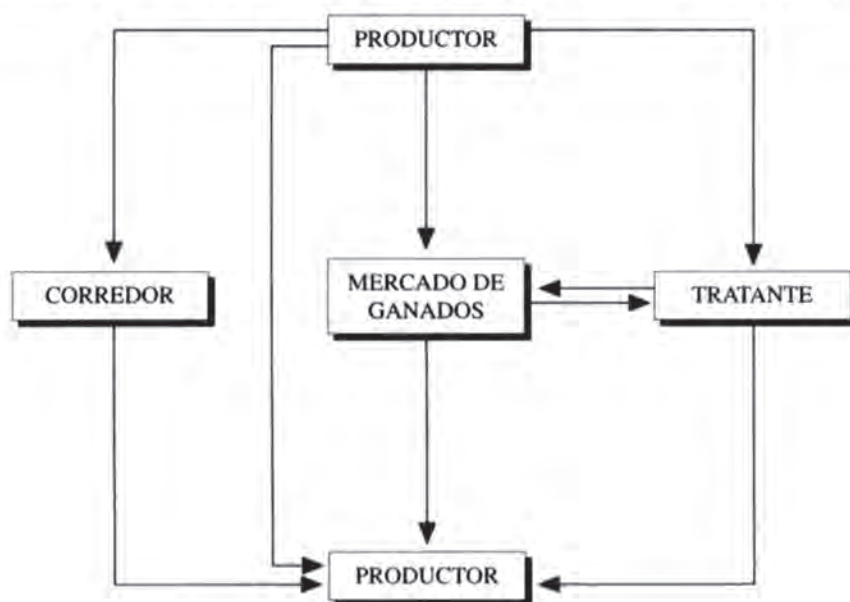 PRODUCTOR
CORREDOR
MERCADO DE
GANADOS
TRATANTE
PRODUCTOR